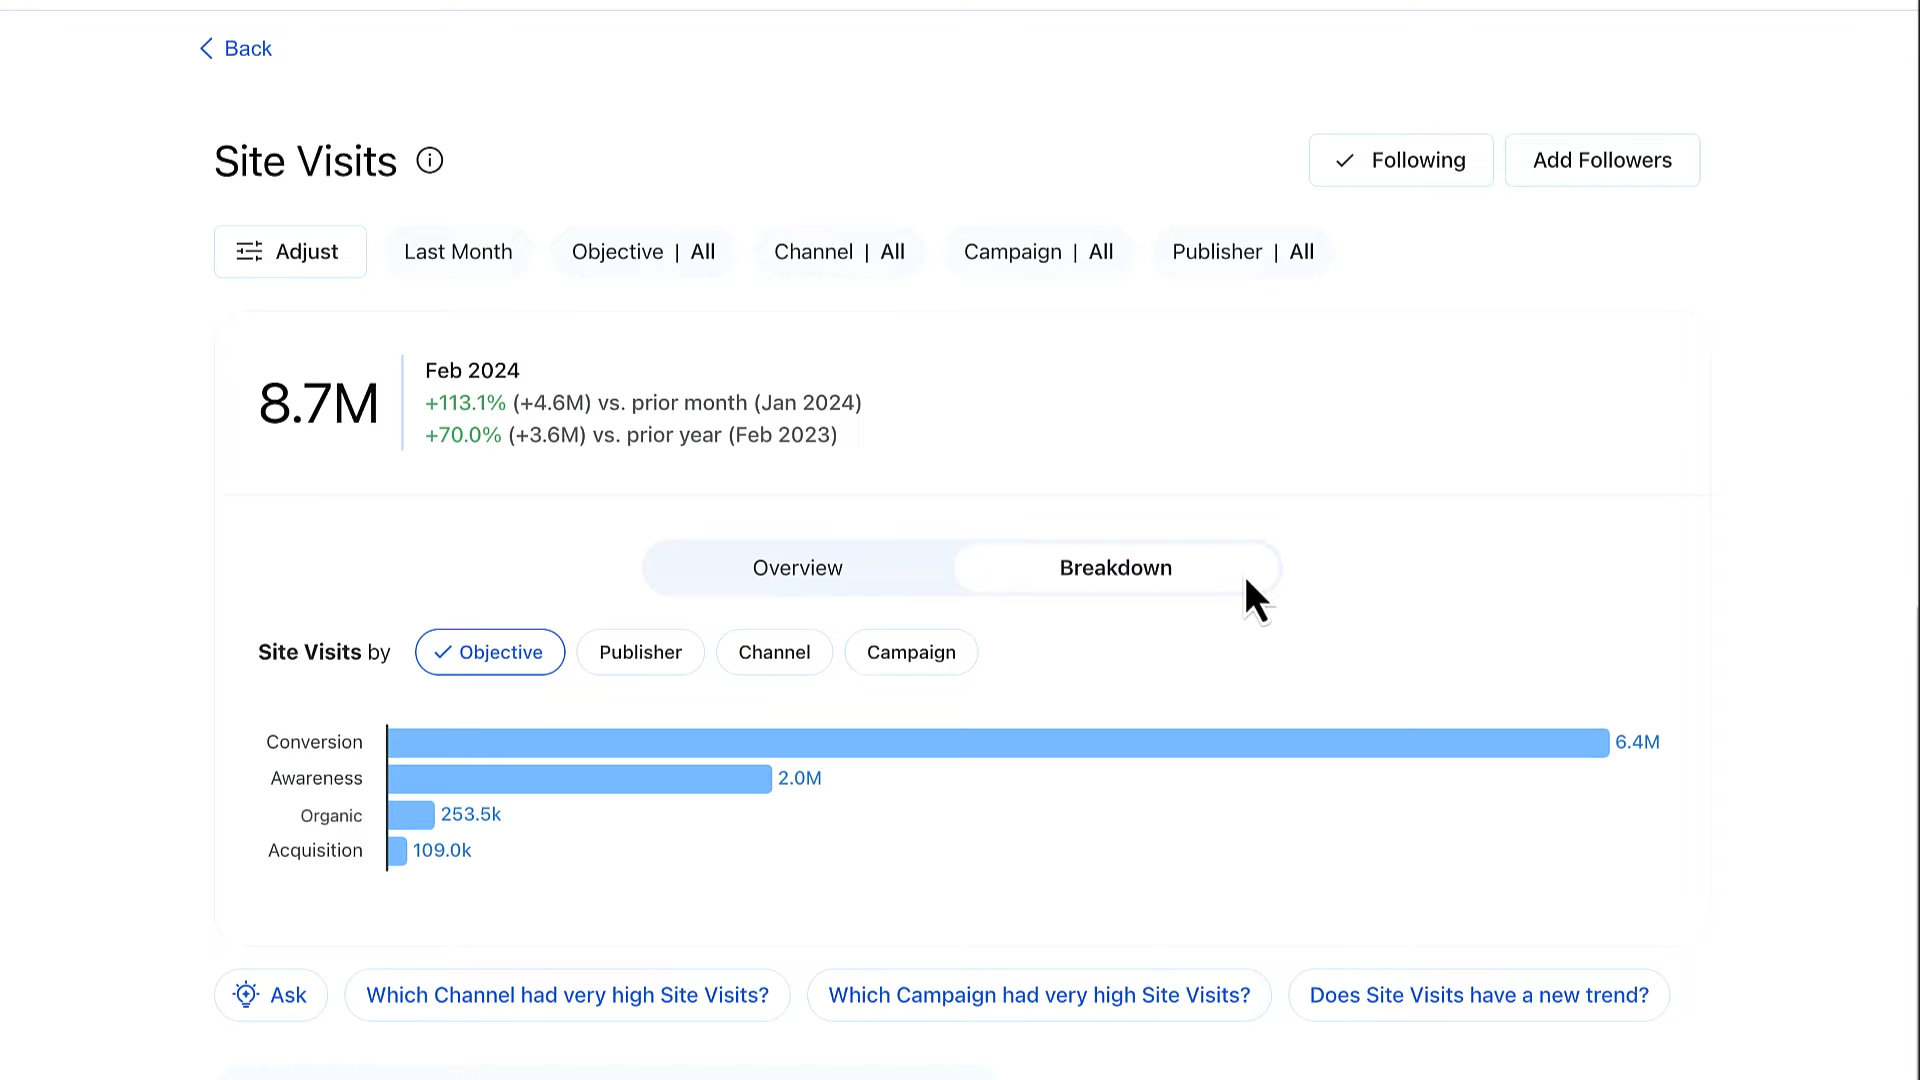 Back
Site Visits
Following
Add Followers
Adjust
Last Month
Objective | All
Channel | All
Campaign | All
Publisher | All
8.7M
Feb 2024
+113.1% (+4.6M) vs. prior month (Jan 2024)
+70.0% (+3.6M) vs. prior year (Feb 2023)
Overview
Breakdown
Site Visits by
Objective
Publisher
Channel
Campaign
Conversion 6.4M
Awareness 2.0M
Organic 253.5k
Acquisition 109.0k
Ask
Which Channel had very high Site Visits?
Which Campaign had very high Site Visits?
Does Site Visits have a new trend?